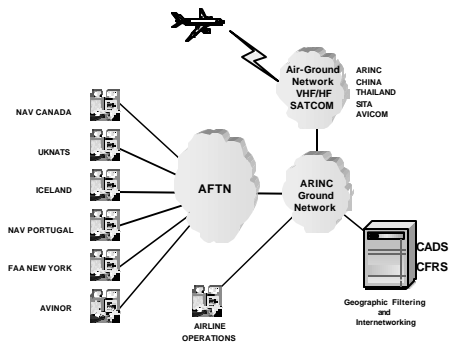 Air-Ground
Network
VHF/HF
SATCOM
ARINC
CHINA
THAILAND
SITA
AVICOM
NAV CANADA
UKNATS
ICELAND
NAV PORTUGAL
FAA NEW YORK
AVINOR
AFTN
ARINC
Ground
Network
CADS
CFRS
Geographic Filtering
and
Internetworking
AIRLINE
OPERATIONS